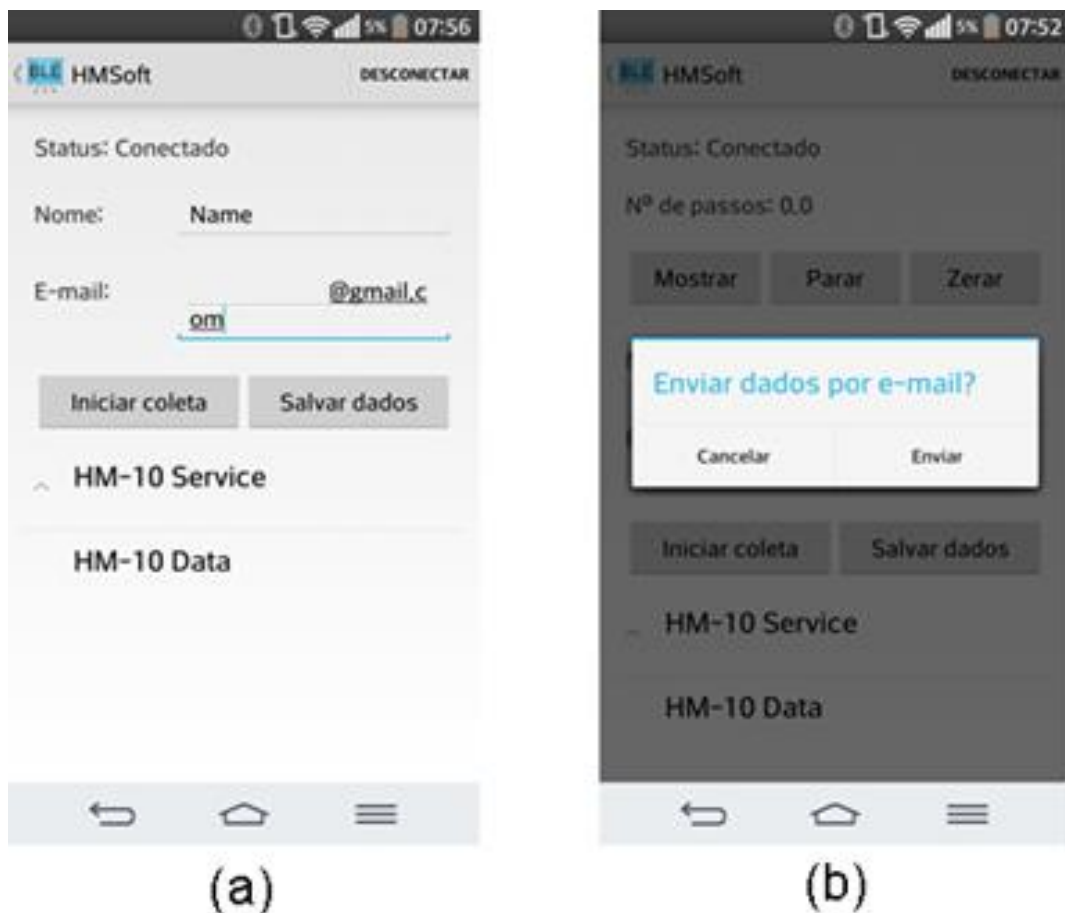 5% 07:56
BLE HMSoft DESCONECTAR
Status: Conectado
Nome: Name
E-mail: @gmail.c
om
Iniciar coleta Salvar dados
HM-10 Service
HM-10 Data
(a)
5% 07:52
BLE HMSoft DESCONECTAR
Status: Conectado
Nº de passos: 0.0
Mostrar Parar Zerar
Enviar dados por e-mail?
Cancelar Enviar
Iniciar coleta Salvar dados
HM-10 Service
HM-10 Data
(b)